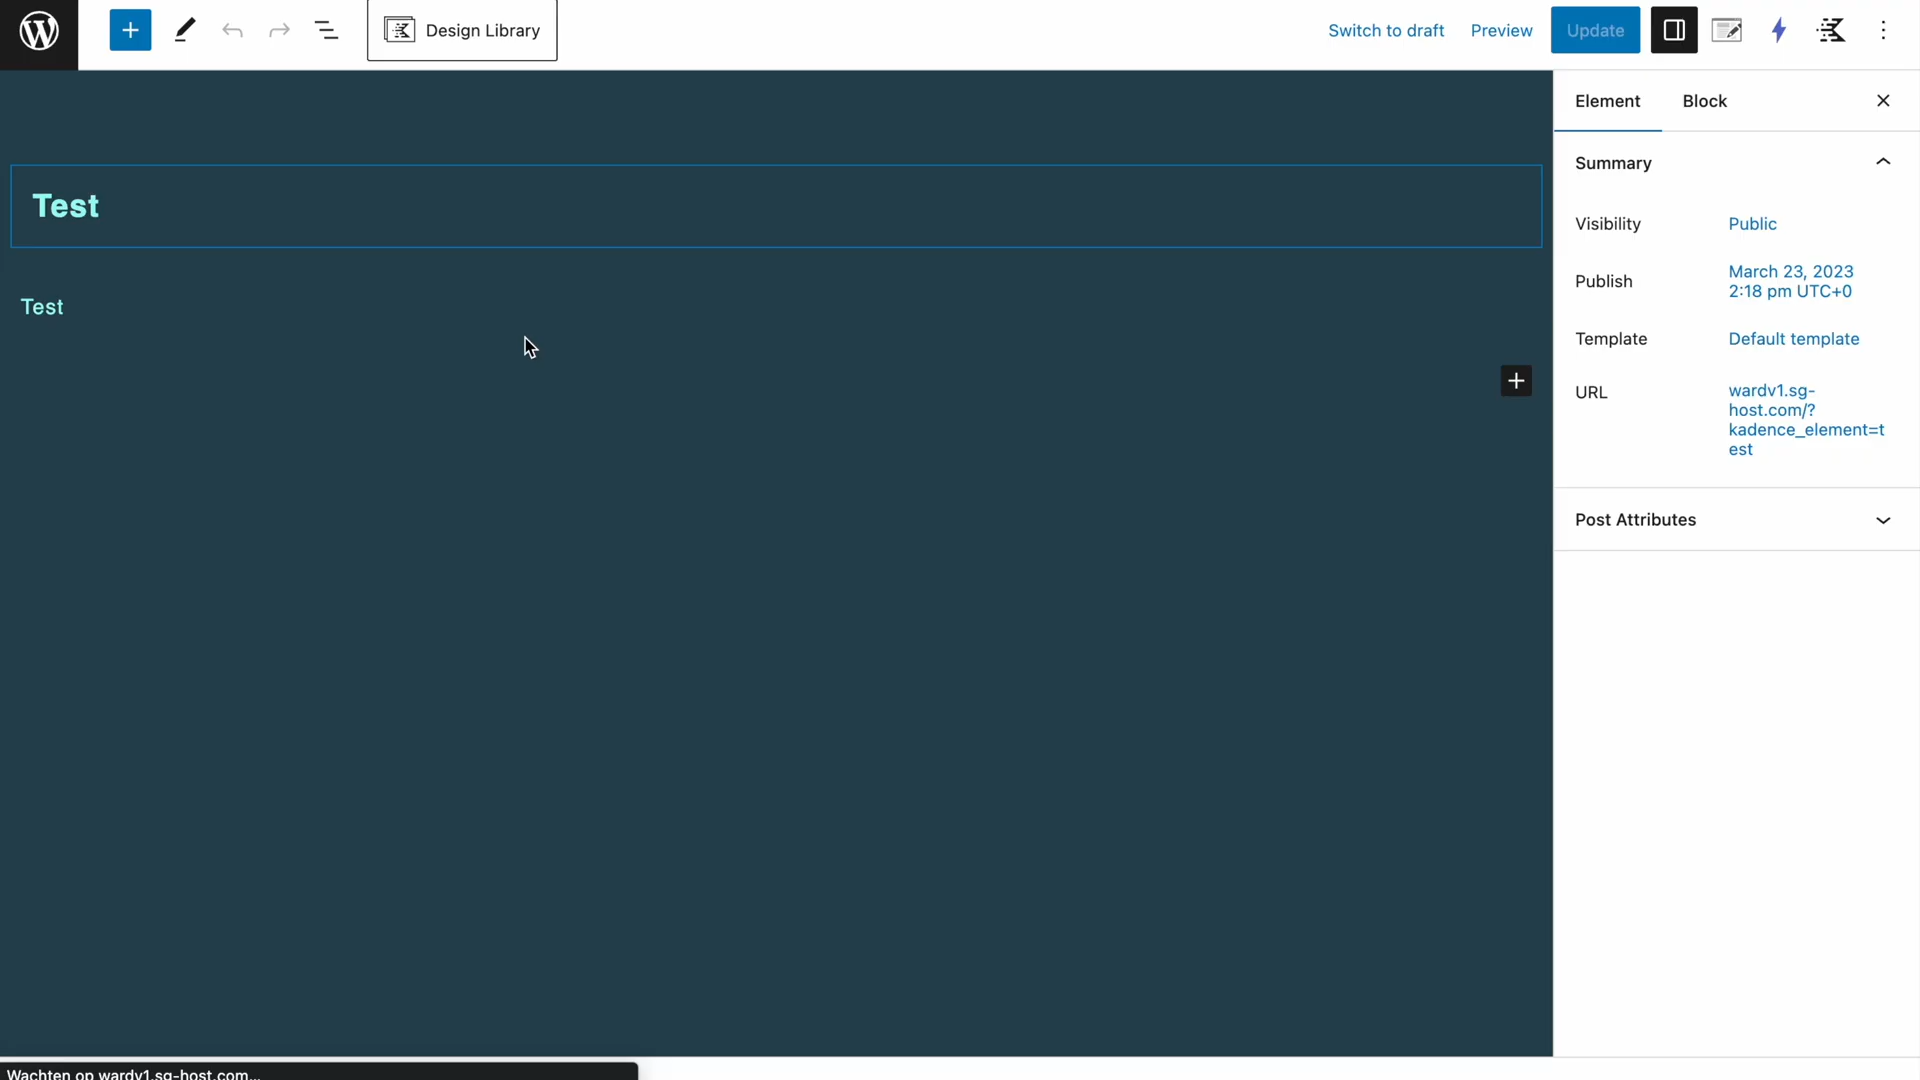 Design Library
Switch to draft
Preview
Update
Element
Block
Summary
Test
Visibility
Public
Publish
March 23, 2023
2:18 pm UTC+0
Test
Template
Default template
URL
wardv1.sg-
host.com/?
kadence_element=t
est
Post Attributes
Wachten op wardv1.sg-host.com...